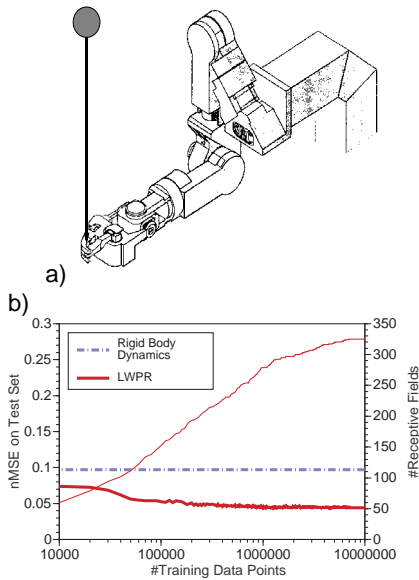 a)
b)
nMSE on Test Set
0.3
0.25
0.2
0.15
0.1
0.05
0
Rigid Body
Dynamics
LWPR
350
300
250
200
150
100
50
0
#Receptive Fields
10000
100000
1000000
10000000
#Training Data Points